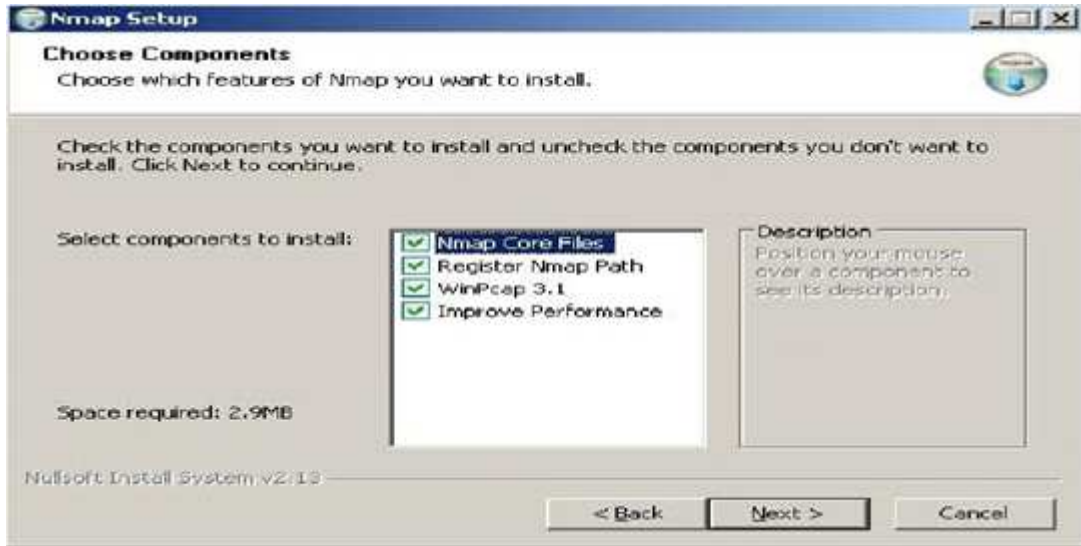 Nmap Setup
Choose Components
Choose which features of Nmap you want to install.
Check the components you want to install and uncheck the components you don't want to
install. Click Next to continue.
Select components to install:
Nmap Core Files
Register Nmap Path
WinPcap 3.1
Improve Performance
Description
Position your mouse
over a component to
see its description.
Space required: 2.9MB
Nullsoft Install System v2.13
< Back
Next >
Cancel